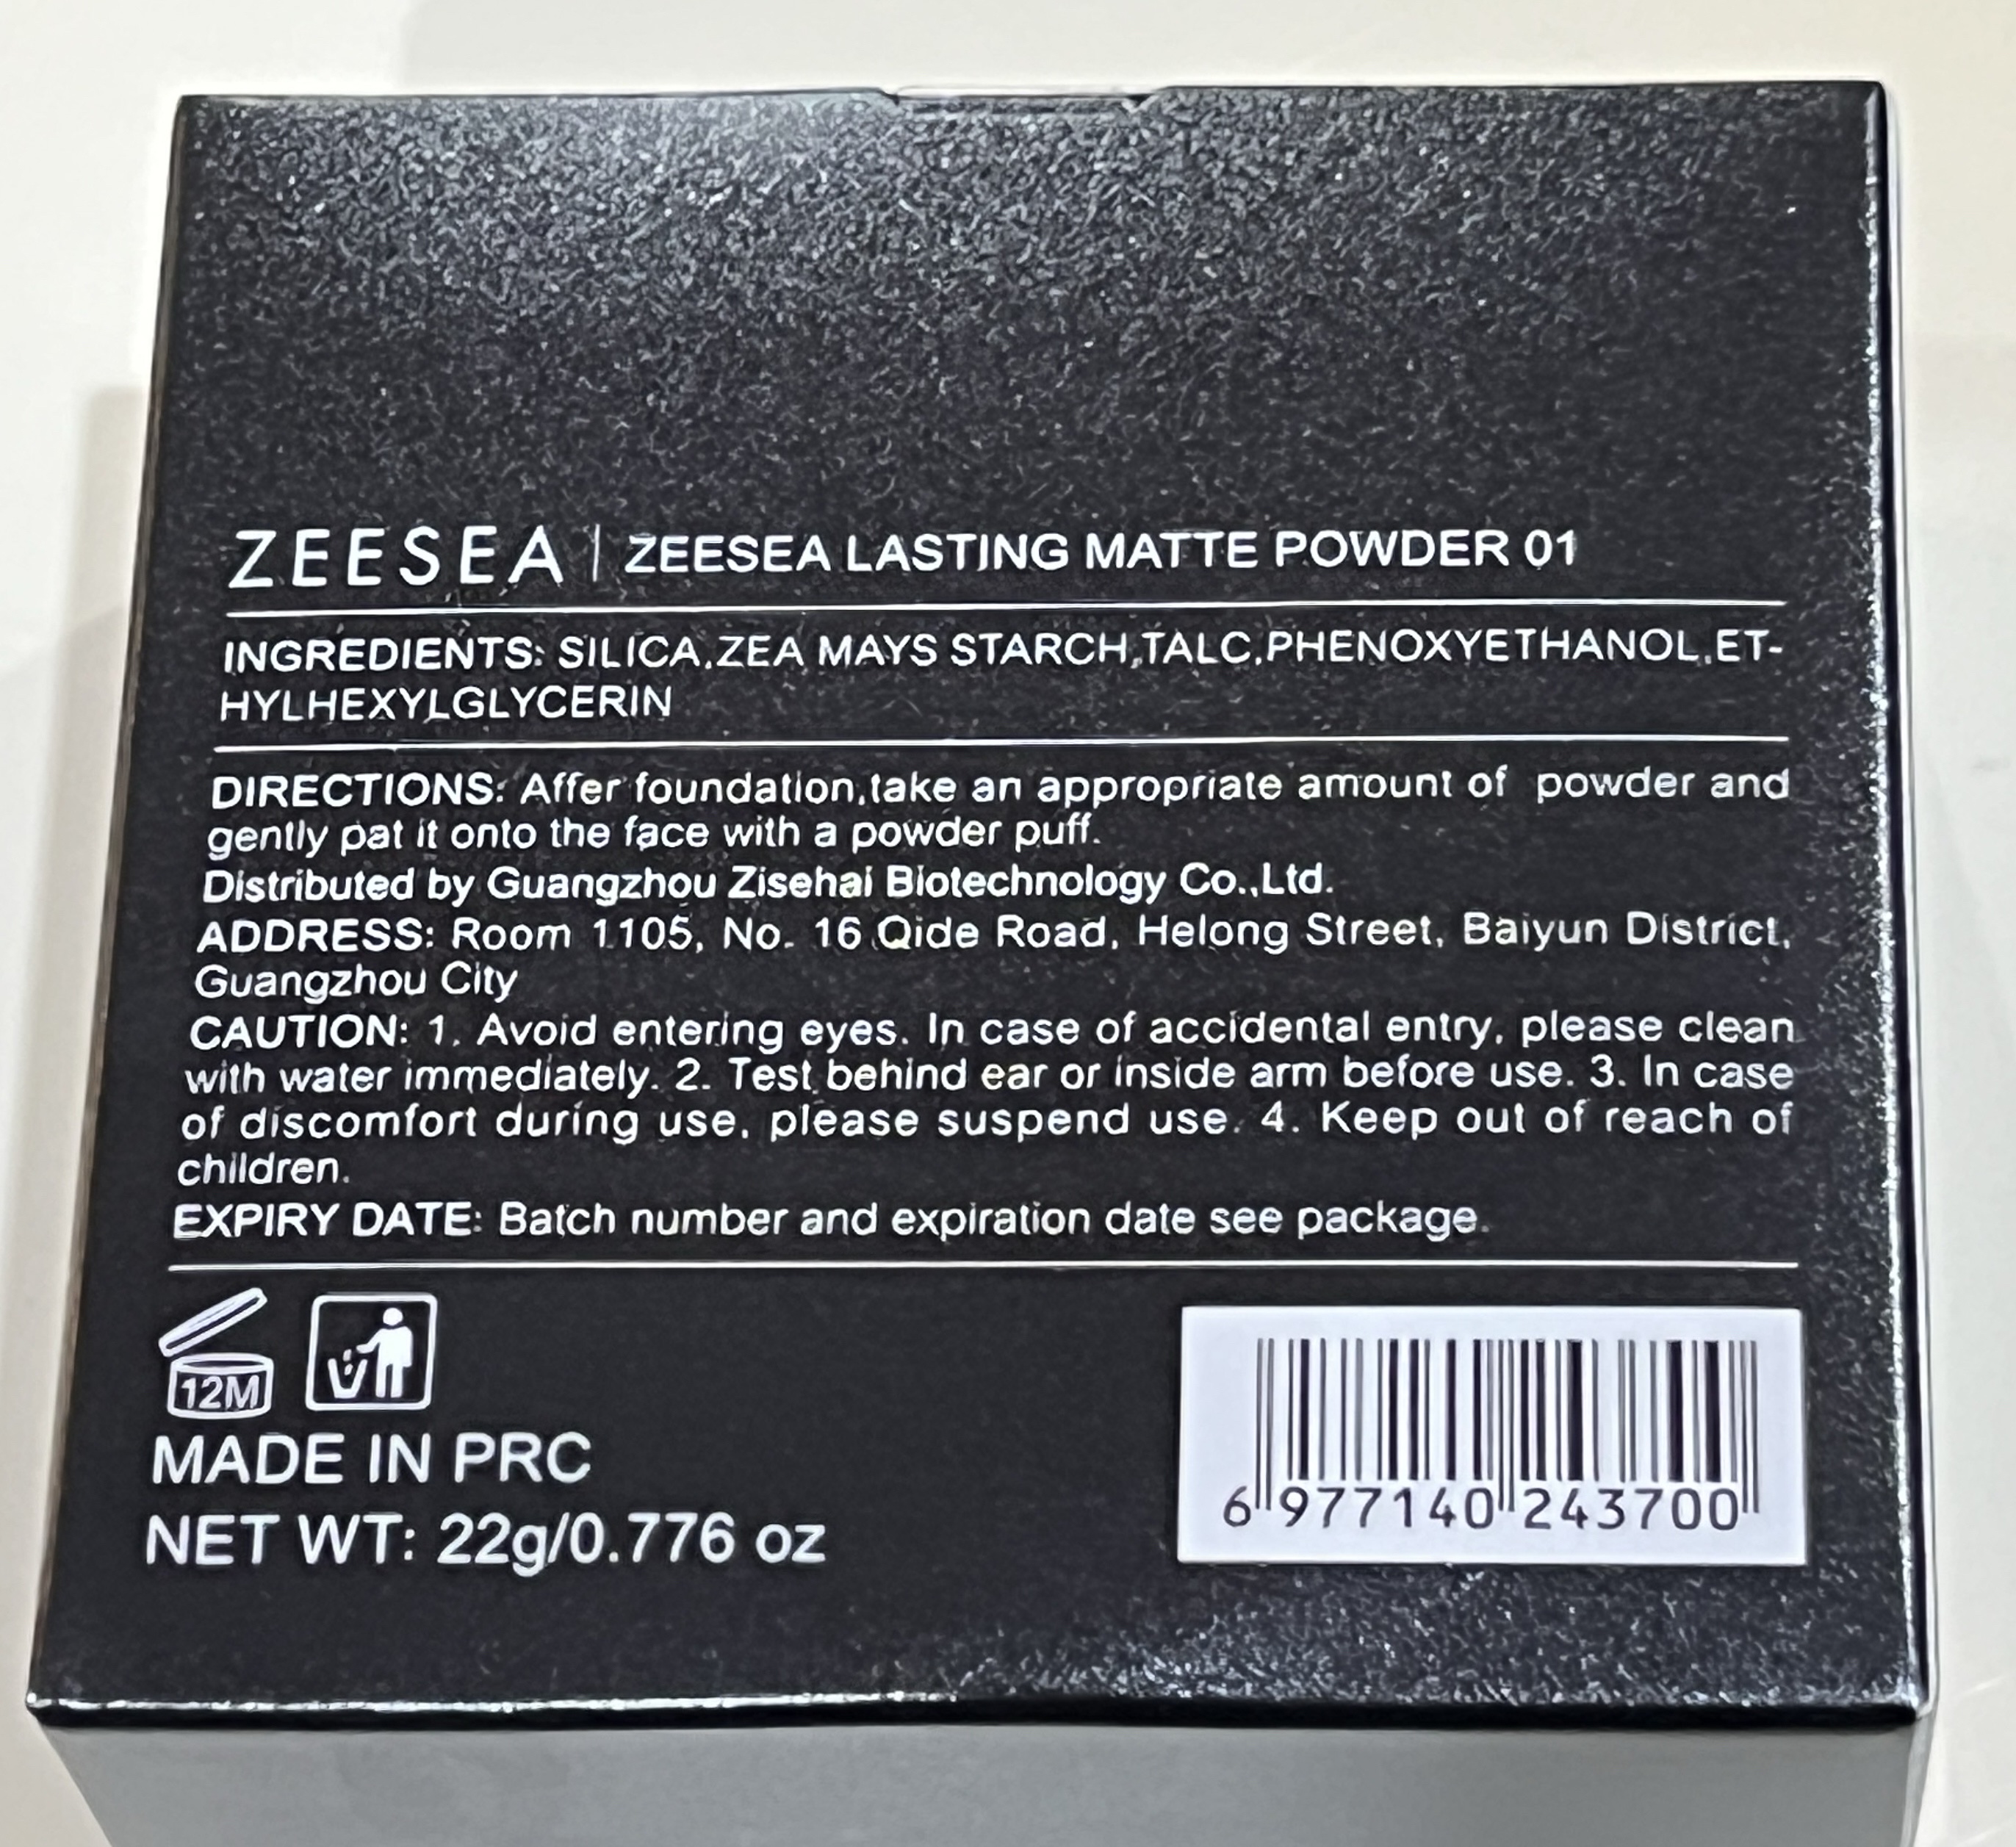 ZEESEA | ZEESEA LASTING MATTE POWDER 01
INGREDIENTS: SILICA,ZEA MAYS STARCH,TALC,PHENOXYETHANOL,ET-
HYLHEXYLGLYCERIN
DIRECTIONS: Affer foundation,take an appropriate amount of powder and
gently pat it onto the face with a powder puff.
Distributed by Guangzhou Zisehai Biotechnology Co.,Ltd.
ADDRESS: Room 1105, No. 16 Qide Road, Helong Street, Baiyun District,
Guangzhou City
CAUTION: 1. Avoid entering eyes. In case of accidental entry, please clean
with water immediately. 2. Test behind ear or inside arm before use. 3. In case
of discomfort during use, please suspend use. 4. Keep out of reach of
children.
EXPIRY DATE: Batch number and expiration date see package.
12M
MADE IN PRC
NET WT: 22g/0.776 oz
6 977140 243700